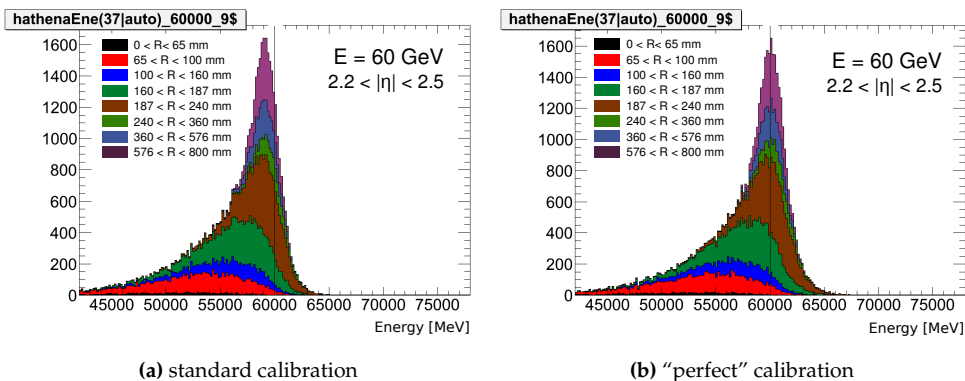 hathenaEne(37|auto)_60000_9$
1600
1400
1200
1000
800
600
400
200
0
0 < R< 65 mm
65 < R < 100 mm
100 < R < 160 mm
160 < R < 187 mm
187 < R < 240 mm
240 < R < 360 mm
360 < R < 576 mm
576 < R < 800 mm
E = 60 GeV
2.2 < |η| < 2.5
45000 50000 55000 60000 65000 70000 75000
Energy [MeV]
(a) standard calibration
hathenaEne(37|auto)_60000_9$
1600
1400
1200
1000
800
600
400
200
0
0 < R< 65 mm
65 < R < 100 mm
100 < R < 160 mm
160 < R < 187 mm
187 < R < 240 mm
240 < R < 360 mm
360 < R < 576 mm
576 < R < 800 mm
E = 60 GeV
2.2 < |η| < 2.5
45000 50000 55000 60000 65000 70000 75000
Energy [MeV]
(b) “perfect” calibration